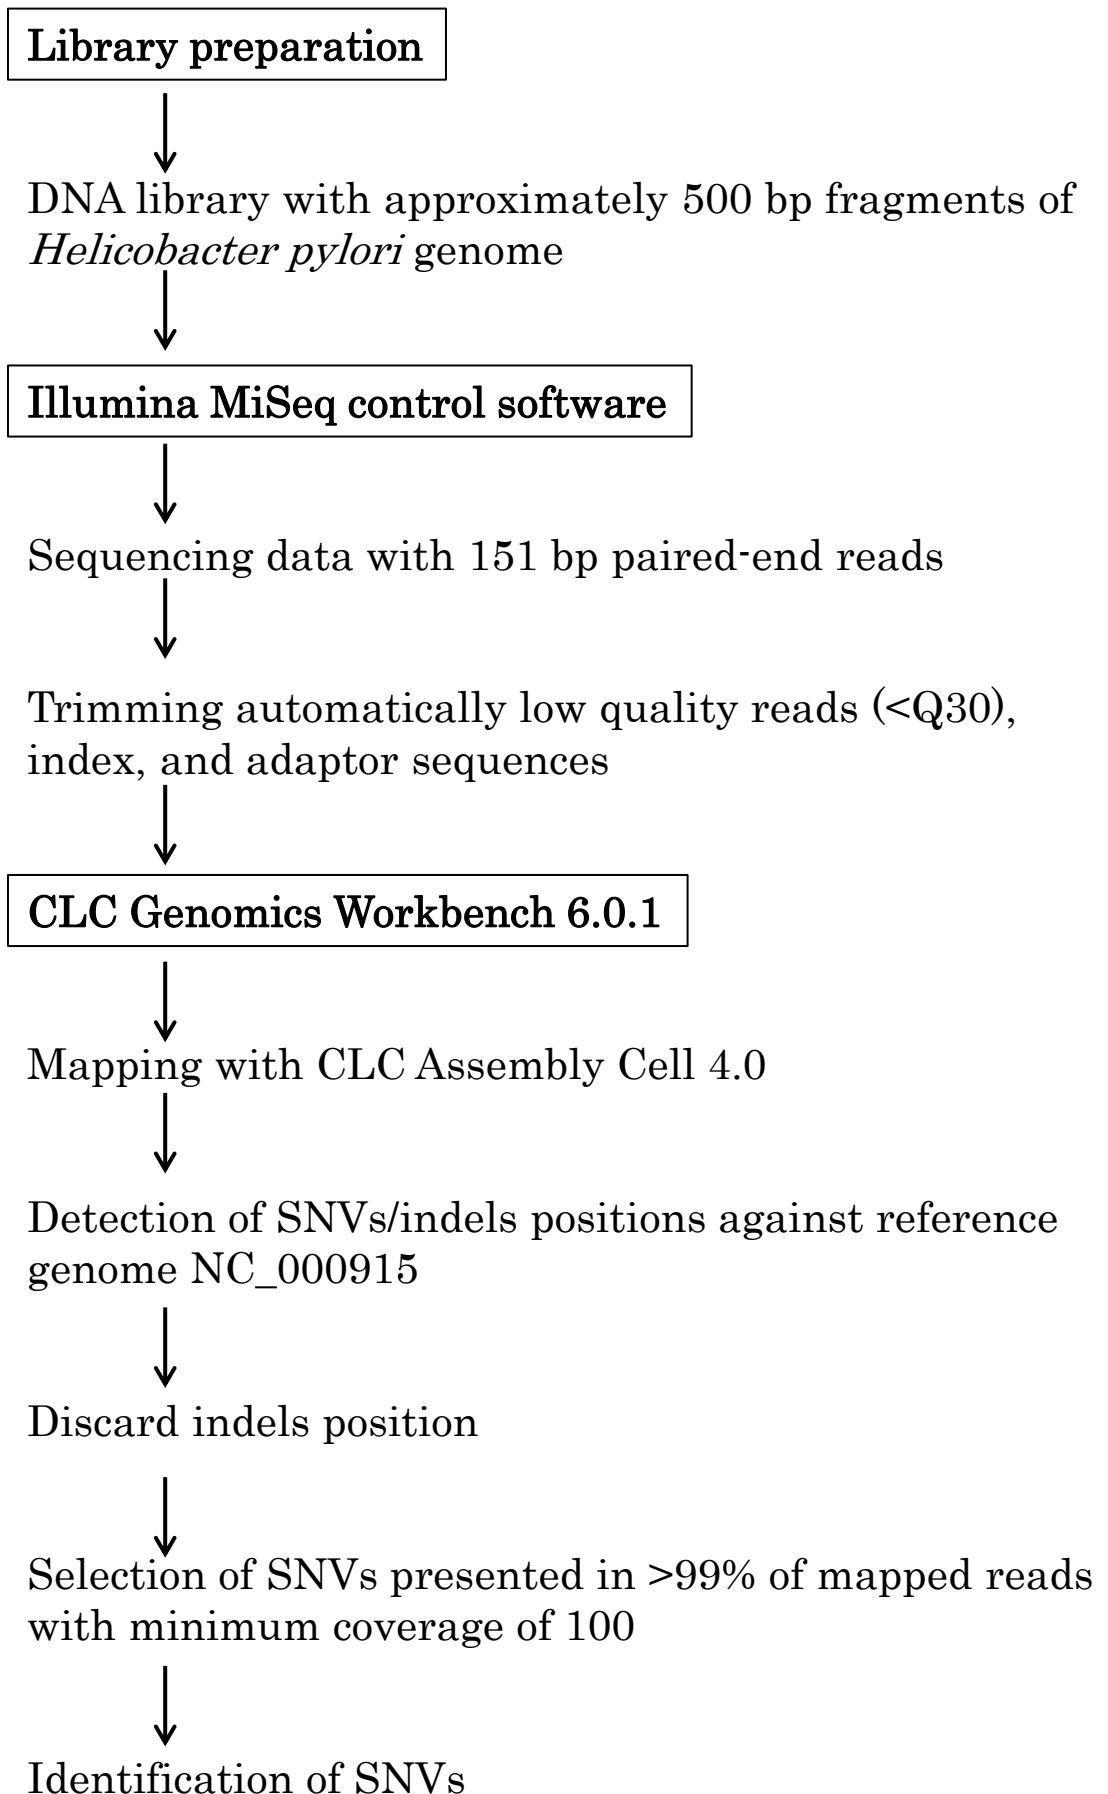 Library preparation
DNA library with approximately 500 bp fragments of
Helicobacter pylori genome
Illumina MiSeq control software
Sequencing data with 151 bp paired-end reads
Trimming automatically low quality reads (<Q30),
index, and adaptor sequences
CLC Genomics Workbench 6.0.1
Mapping with CLC Assembly Cell 4.0
Detection of SNVs/indels positions against reference
genome NC_000915
Discard indels position
Selection of SNVs presented in >99% of mapped reads
with minimum coverage of 100
Identification of SNVs